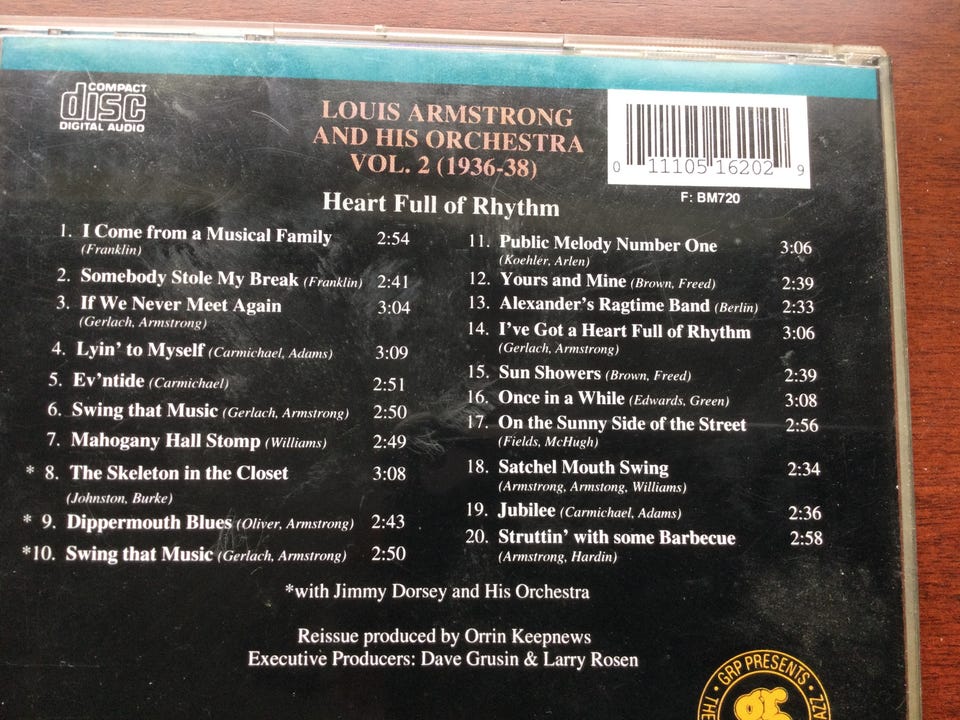 COMPACT
disc
DIGITAL AUDIO
LOUIS ARMSTRONG
AND HIS ORCHESTRA
VOL. 2 (1936-38)
Heart Full of Rhythm
0 11105 16202 9
F: BM720
1. I Come from a Musical Family 2:54
(Franklin)
2. Somebody Stole My Break (Franklin) 2:41
3. If We Never Meet Again 3:04
(Gerlach, Armstrong)
4. Lyin' to Myself (Carmichael, Adams) 3:09
5. Ev'ntide (Carmichael) 2:51
6. Swing that Music (Gerlach, Armstrong) 2:50
7. Mahogany Hall Stomp (Williams) 2:49
* 8. The Skeleton in the Closet 3:08
(Johnston, Burke)
* 9. Dippermouth Blues (Oliver, Armstrong) 2:43
*10. Swing that Music (Gerlach, Armstrong) 2:50
11. Public Melody Number One 3:06
(Koehler, Arlen)
12. Yours and Mine (Brown, Freed) 2:39
13. Alexander's Ragtime Band (Berlin) 2:33
14. I've Got a Heart Full of Rhythm 3:06
(Gerlach, Armstrong)
15. Sun Showers (Brown, Freed) 2:39
16. Once in a While (Edwards, Green) 3:08
17. On the Sunny Side of the Street 2:56
(Fields, McHugh)
18. Satchel Mouth Swing 2:34
(Armstrong, Armstong, Williams)
19. Jubilee (Carmichael, Adams) 2:36
20. Struttin' with some Barbecue 2:58
(Armstrong, Hardin)
*with Jimmy Dorsey and His Orchestra
Reissue produced by Orrin Keepnews
Executive Producers: Dave Grusin & Larry Rosen
THE · GRP PRESENTS ·